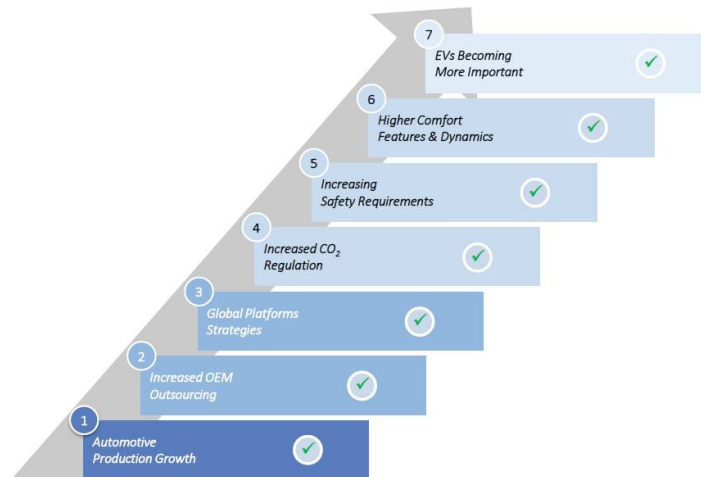 7
EVs Becoming
More Important
6
Higher Comfort
Features & Dynamics
5
Increasing
Safety Requirements
4
Increased CO₂
Regulation
3
Global Platforms
Strategies
2
Increased OEM
Outsourcing
1
Automotive
Production Growth